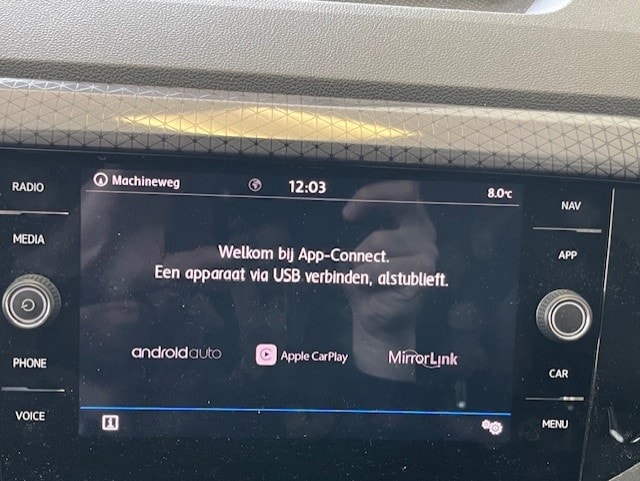 RADIO
MEDIA
PHONE
VOICE
Machineweg
12:03
8.0°C
Welkom bij App-Connect.
Een apparaat via USB verbinden, alstublieft.
androidauto
Apple CarPlay
MirrorLink
NAV
APP
CAR
MENU